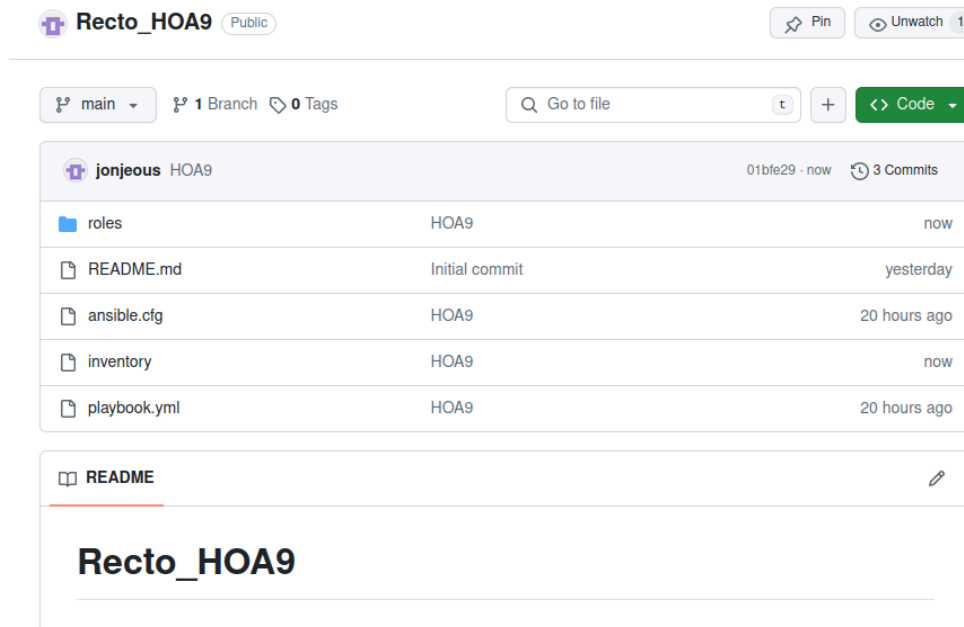 Recto_HOA9 Public Pin Unwatch 1
main 1 Branch 0 Tags Go to file t + <> Code
jonjeous HOA9 01bfe29 · now 3 Commits
roles HOA9 now
README.md Initial commit yesterday
ansible.cfg HOA9 20 hours ago
inventory HOA9 now
playbook.yml HOA9 20 hours ago
README
Recto_HOA9